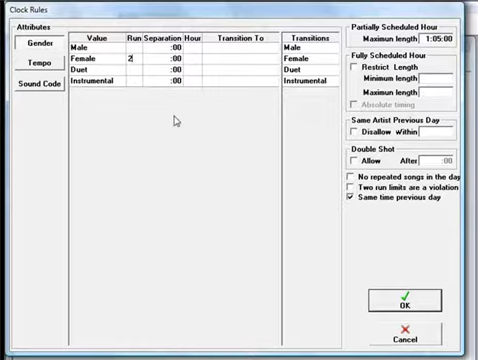 Clock Rules
Attributes
Gender
Tempo
Sound Code
Value Run Separation Hour Transition To
Male :00
Female 2 :00
Duet :00
Instrumental :00
Transitions
Male
Female
Duet
Instrumental
Partially Scheduled Hour
Maximun length 1:05:00
Fully Scheduled Hour
Restrict Length
Minimum length
Maximun length
Absolute timing
Same Artist Previous Day
Disallow Within
Double Shot
Allow After :00
No repeated songs in the day
Two run limits are a violation
Same time previous day
OK
Cancel